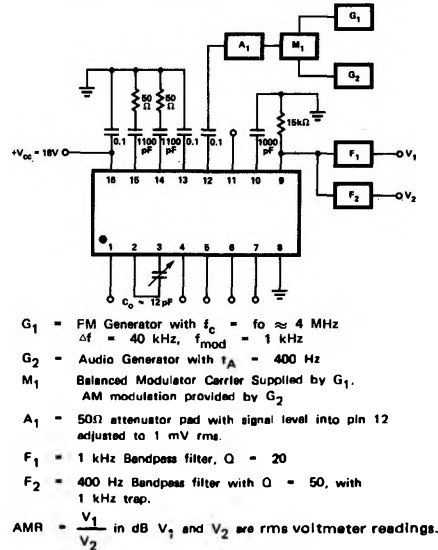 G1
A1
M1
G2
50 Ω
50 Ω
15kΩ
0.1
1100 pF
1100 pF
0.1
0.1
1000 pF
+Vcc = 18V
F1
V1
F2
V2
16 15 14 13 12 11 10 9
1 2 3 4 5 6 7 8
C0 ≈ 12 pF
G1 = FM Generator with fc = fo ≈ 4 MHz
Δf = 40 kHz, fmod = 1 kHz
G2 = Audio Generator with fA = 400 Hz
M1 Balanced Modulator Carrier Supplied by G1.
AM modulation provided by G2
A1 = 50Ω attenuator pad with signal level into pin 12
adjusted to 1 mV rms.
F1 = 1 kHz Bandpass filter, Q = 20
F2 = 400 Hz Bandpass filter with Q = 50, with
1 kHz trap.
AMR = V1/V2 in dB V1 and V2 are rms voltmeter readings.